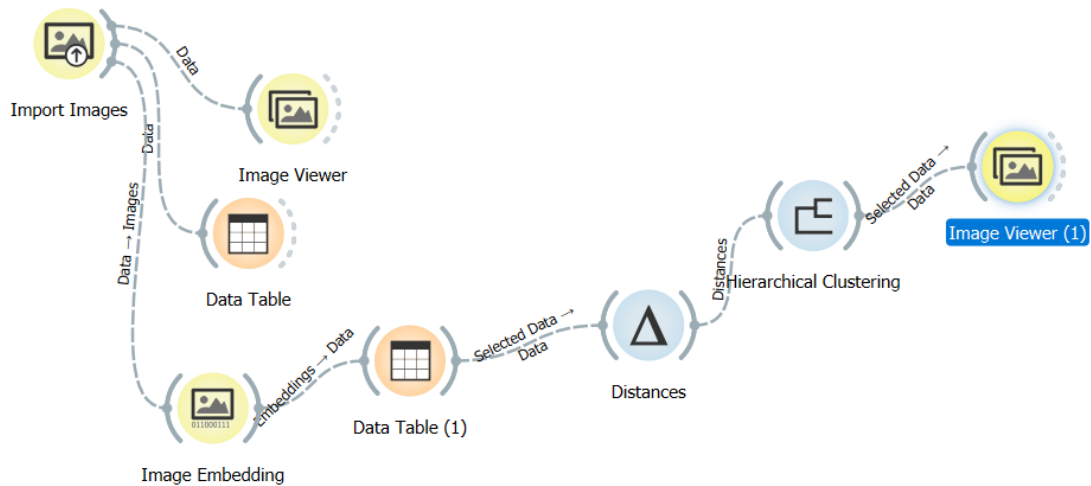 Import Images
Data
Image Viewer
Data
Data Table
Data → Images
Image Embedding
011000111
Embeddings → Data
Data Table (1)
Selected Data →
Data
Distances
Distances
Hierarchical Clustering
Selected Data →
Data
Image Viewer (1)